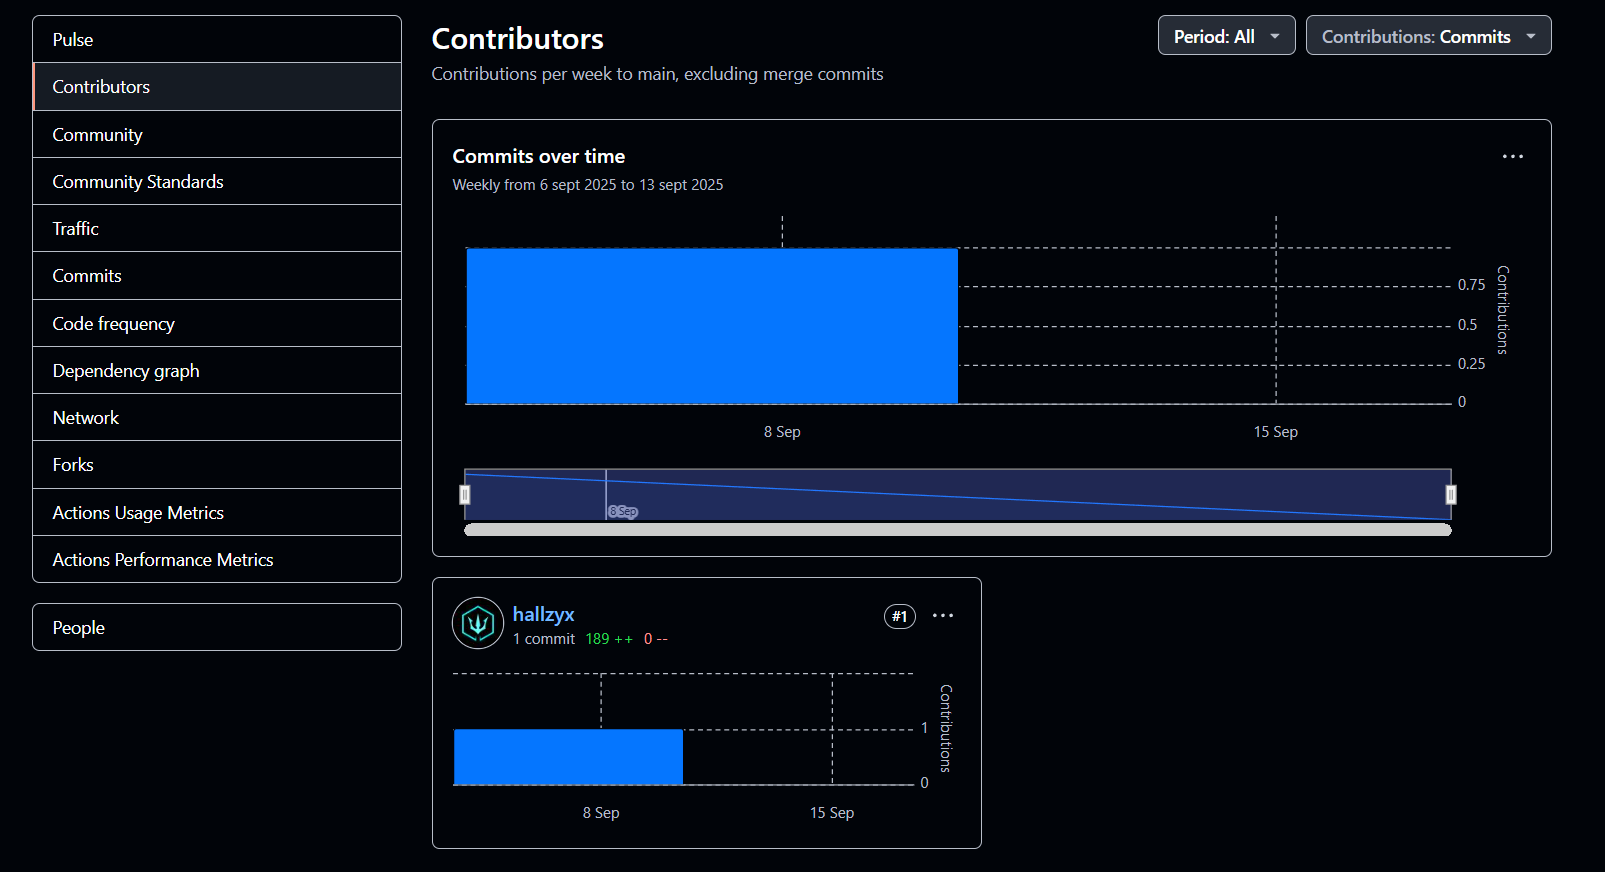 Pulse
Contributors
Community
Community Standards
Traffic
Commits
Code frequency
Dependency graph
Network
Forks
Actions Usage Metrics
Actions Performance Metrics
People
Contributors
Contributions per week to main, excluding merge commits
Period: All
Contributions: Commits
Commits over time
Weekly from 6 sept 2025 to 13 sept 2025
0.75
0.5
0.25
0
Contributions
8 Sep
15 Sep
8 Sep
hallzyx
#1
1 commit 189 ++ 0 --
1
0
Contributions
8 Sep
15 Sep